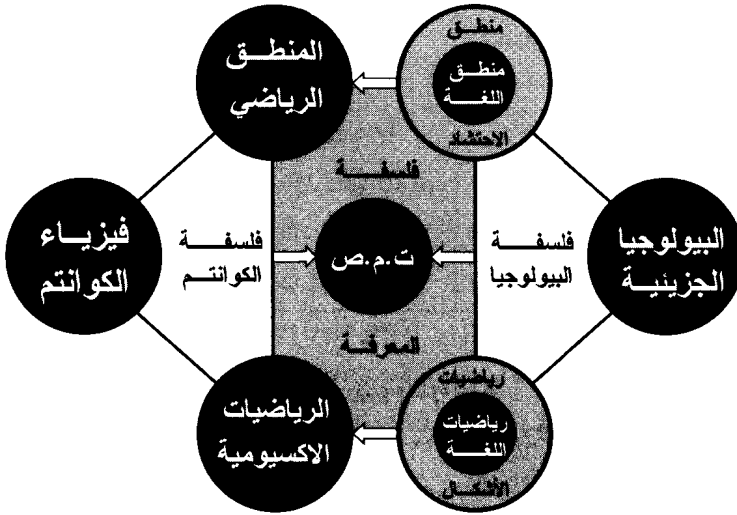 منطق
منطق
اللغة
الاحتشاد
المنطق
الرياضي
فلسفة
البيولوجيا
الجزيئية
فلسفة
البيولوجيا
ت.م.ص
فلسفة
الكوانتم
فيزياء
الكوانتم
المعرفة
رياضيات
رياضيات
اللغة
الأشكال
الرياضيات
الاكسيومية